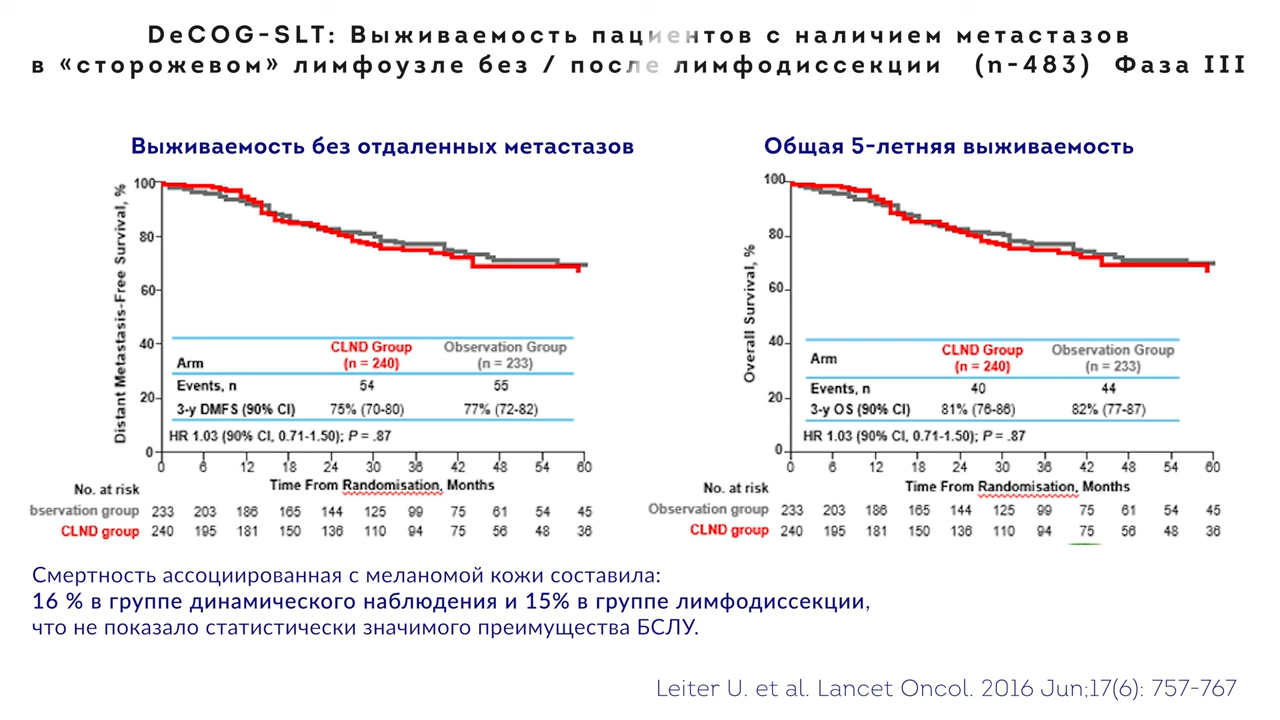 DeCOG-SLT: Выживаемость пациентов с наличием метастазов
в «сторожевом» лимфоузле без / после лимфодиссекции (n-483) Фаза III
Выживаемость без отдаленных метастазов
Distant Metastasis-Free Survival, %
100
80
60
40
20
0
Arm
CLND Group
(n = 240)
Observation Group
(n = 233)
Events, n 54 55
3-y DMFS (90% CI) 75% (70-80) 77% (72-82)
HR 1.03 (90% CI, 0.71-1.50); P = .87
0 6 12 18 24 30 36 42 48 54 60
Time From Randomisation, Months
No. at risk
bservation group 233 203 186 165 144 125 99 75 61 54 45
CLND group 240 195 181 150 136 110 94 75 56 48 36
Общая 5-летняя выживаемость
Overall Survival, %
100
80
60
40
20
0
Arm
CLND Group
(n = 240)
Observation Group
(n = 233)
Events, n 40 44
3-y OS (90% CI) 81% (76-86) 82% (77-87)
HR 1.03 (90% CI, 0.71-1.50); P = .87
0 6 12 18 24 30 36 42 48 54 60
Time From Randomisation, Months
No. at risk
Observation group 233 203 186 165 144 125 99 75 61 54 45
CLND group 240 195 181 150 136 110 94 75 56 48 36
Смертность ассоциированная с меланомой кожи составила:
16 % в группе динамического наблюдения и 15% в группе лимфодиссекции,
что не показало статистически значимого преимущества БСЛУ.
Leiter U. et al. Lancet Oncol. 2016 Jun;17(6): 757-767